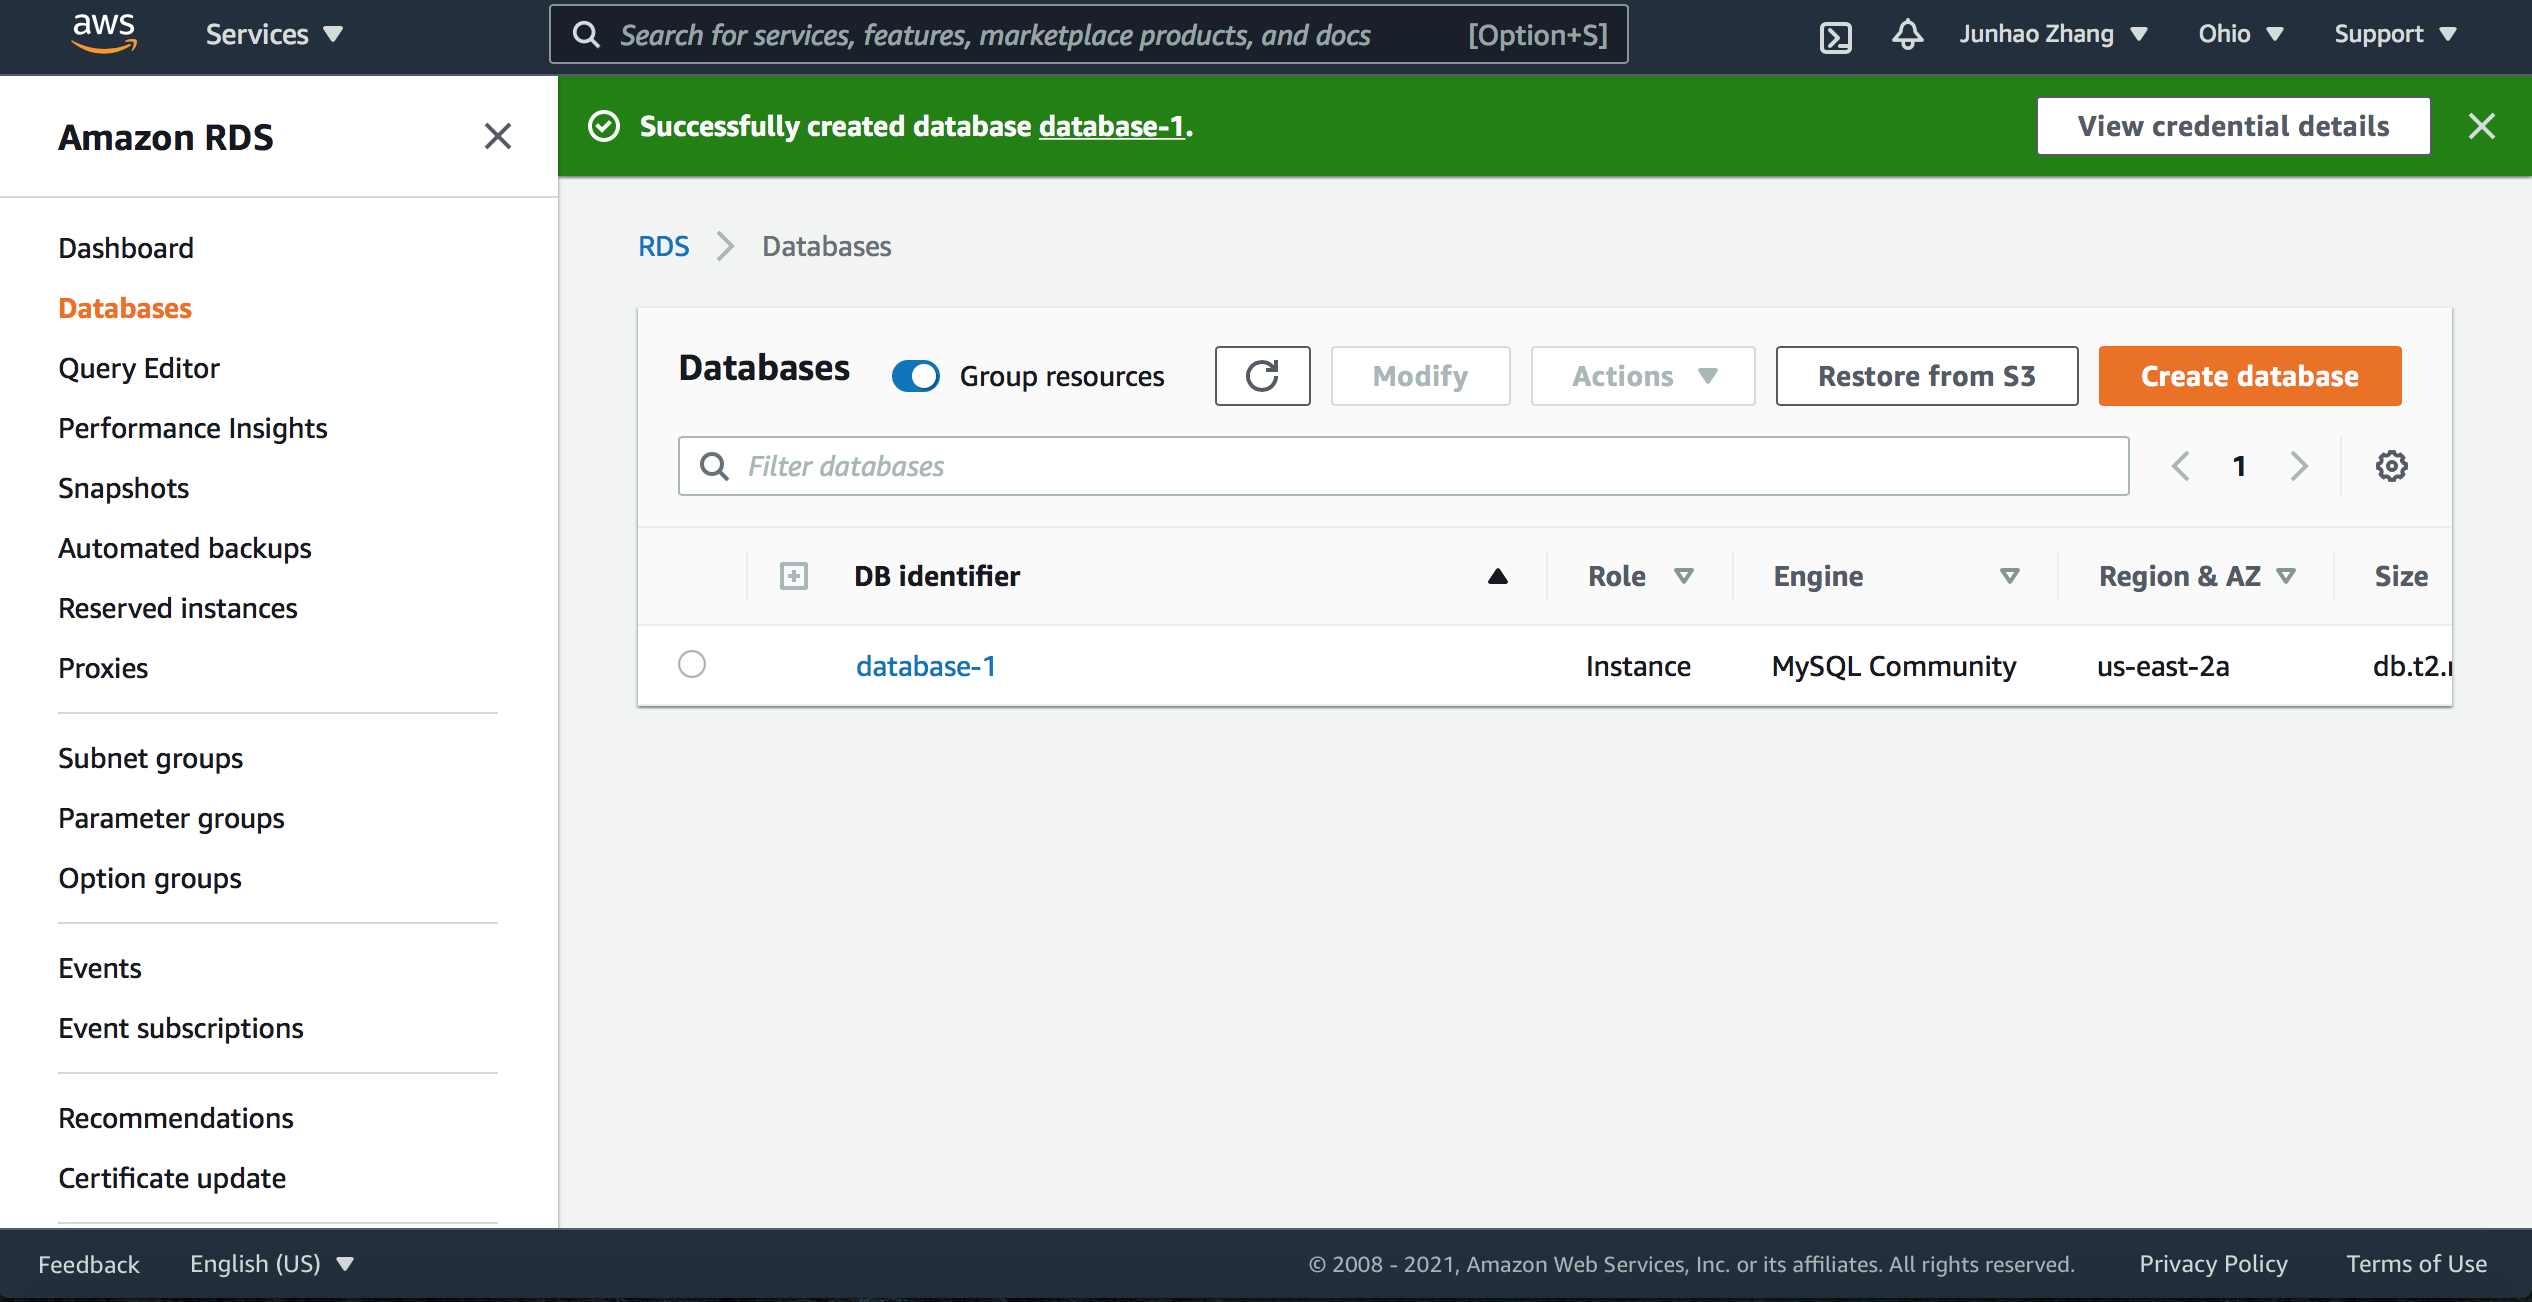 aws
Services
Search for services, features, marketplace products, and docs
[Option+S]
Junhao Zhang
Ohio
Support
Amazon RDS
Dashboard
Databases
Query Editor
Performance Insights
Snapshots
Automated backups
Reserved instances
Proxies
Subnet groups
Parameter groups
Option groups
Events
Event subscriptions
Recommendations
Certificate update
Successfully created database database-1.
View credential details
RDS
Databases
Databases
Group resources
Modify
Actions
Restore from S3
Create database
Filter databases
1
DB identifier
Role
Engine
Region & AZ
Size
database-1
Instance
MySQL Community
us-east-2a
db.t2.
Feedback
English (US)
© 2008 - 2021, Amazon Web Services, Inc. or its affiliates. All rights reserved.
Privacy Policy
Terms of Use